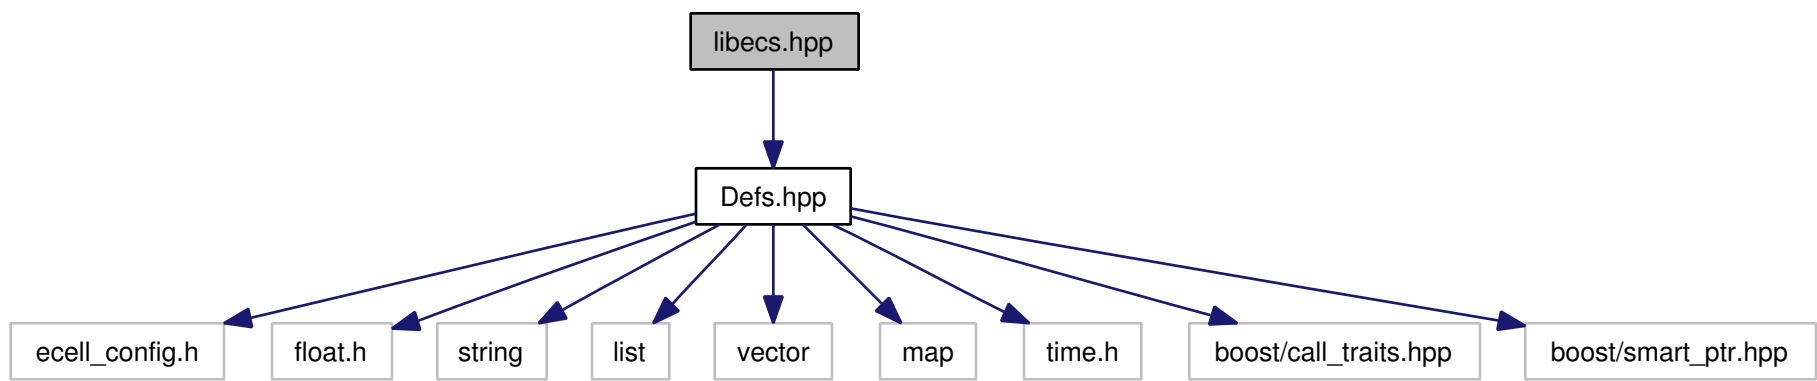 libecs.hpp
Defs.hpp
ecell_config.h
float.h
string
list
vector
map
time.h
boost/call_traits.hpp
boost/smart_ptr.hpp